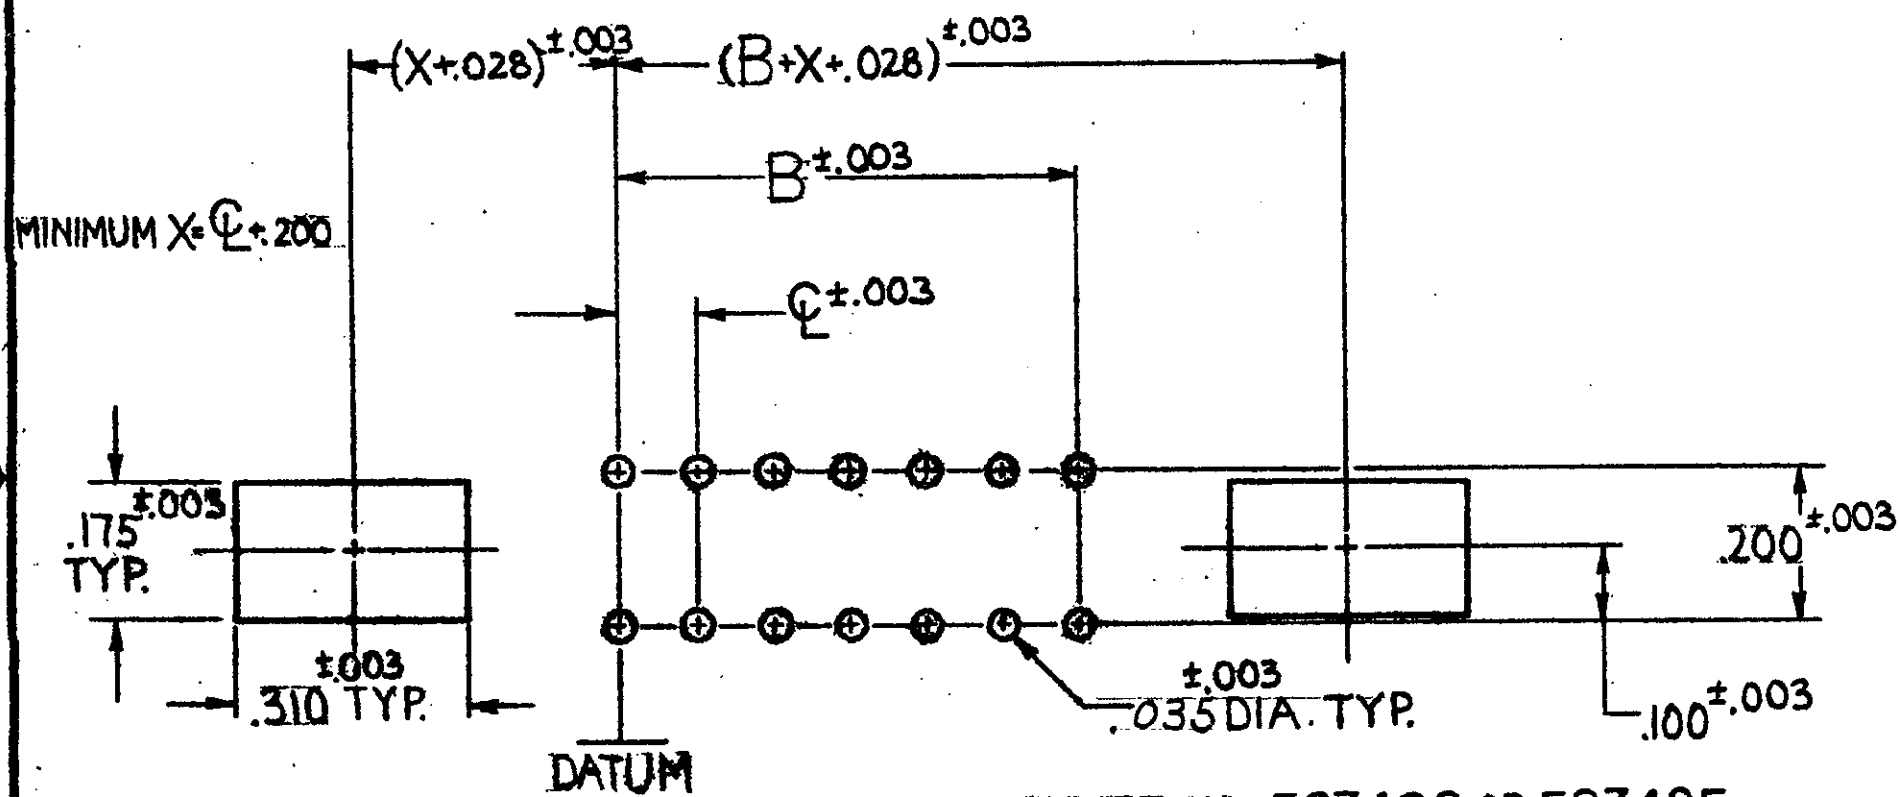 (X+.028)±.003
(B+X+.028)±.003
B±.003
MINIMUM X=℄+.200
℄±.003
.175±.003
TYP.
.200±.003
±.003
.310 TYP.
±.003
.035 DIA. TYP.
.100±.003
DATUM